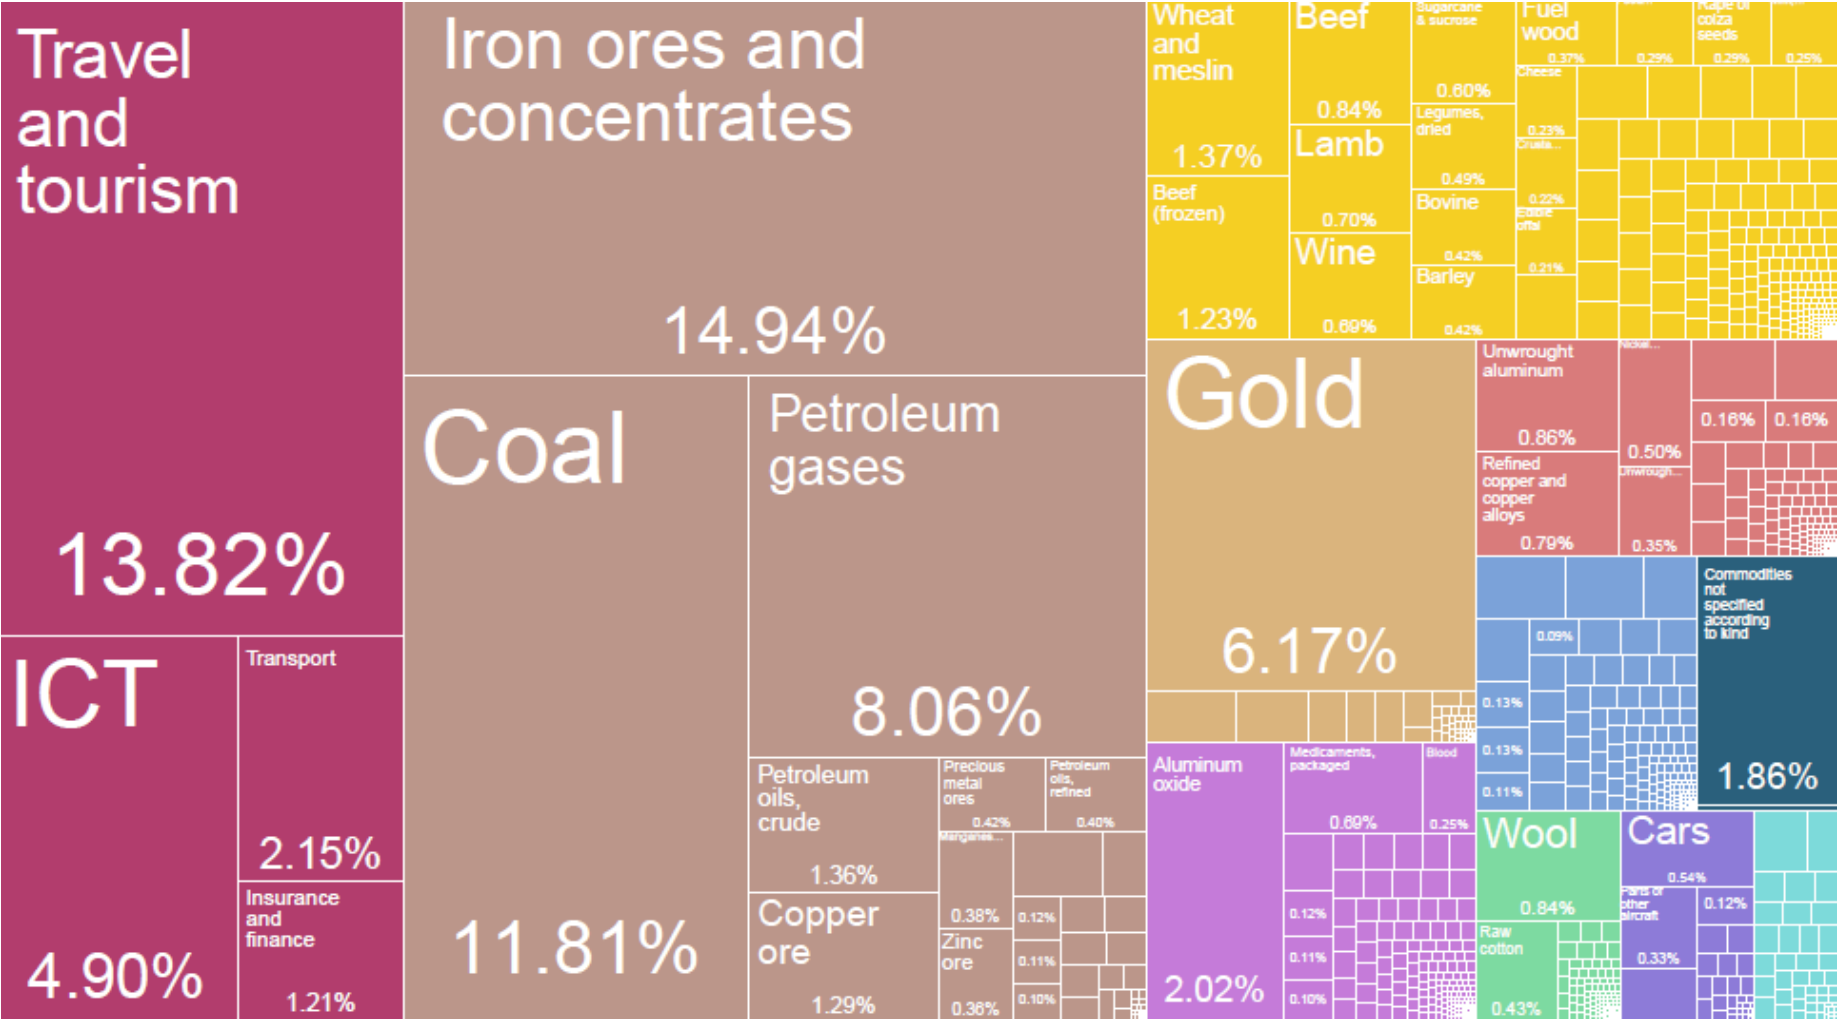 Travel
and
tourism
13.82%
ICT
4.90%
Transport
2.15%
Insurance
and
finance
1.21%
Iron ores and
concentrates
14.94%
Coal
11.81%
Petroleum
gases
8.06%
Petroleum
oils,
crude
1.36%
Copper
ore
1.29%
Precious
metal
ores
0.42%
Petroleum
oils,
refined
0.40%
Manganes...
0.38%
Zinc
ore
0.36%
0.12%
0.11%
0.10%
Wheat
and
meslin
1.37%
Beef
(frozen)
1.23%
Beef
0.84%
Lamb
0.70%
Wine
0.69%
Sugarcane
& sucrose
0.60%
Legumes,
dried
0.49%
Bovine
0.42%
Barley
0.42%
Fuel
wood
0.37%
0.29%
Rape or
colza
seeds
0.29%
0.25%
Cheese
0.23%
Crusta...
0.22%
Edible
offal
0.21%
Gold
6.17%
Unwrought
aluminum
0.86%
Refined
copper and
copper
alloys
0.79%
Nickel...
0.50%
Unwrough...
0.35%
0.16%
0.16%
0.09%
0.13%
0.13%
0.11%
Commodities
not
specified
according
to kind
1.86%
Aluminum
oxide
2.02%
Medicaments,
packaged
0.69%
Blood
0.25%
0.12%
0.11%
0.10%
Wool
0.84%
Raw
cotton
0.43%
Cars
0.54%
Parts of
other
aircraft
0.33%
0.12%